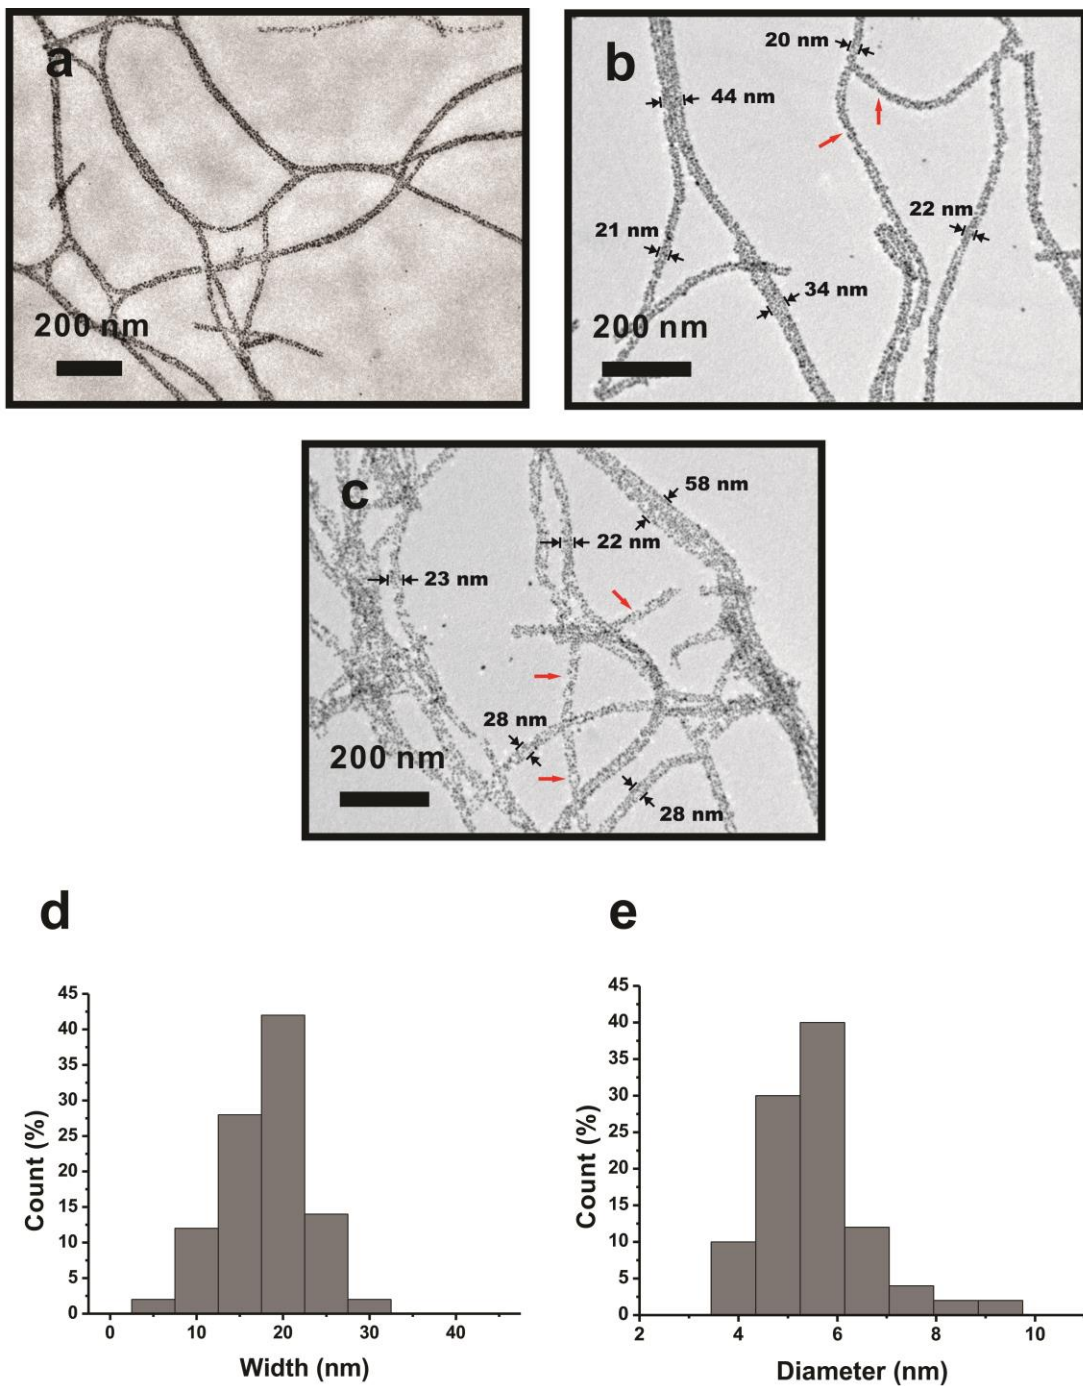 a
200 nm
b
20 nm
44 nm
21 nm
22 nm
34 nm
200 nm
c
58 nm
22 nm
23 nm
28 nm
200 nm
28 nm
d
45
40
35
30
25
20
15
10
5
0
Count (%)
0 10 20 30 40
Width (nm)
e
45
40
35
30
25
20
15
10
5
0
Count (%)
2 4 6 8 10
Diameter (nm)